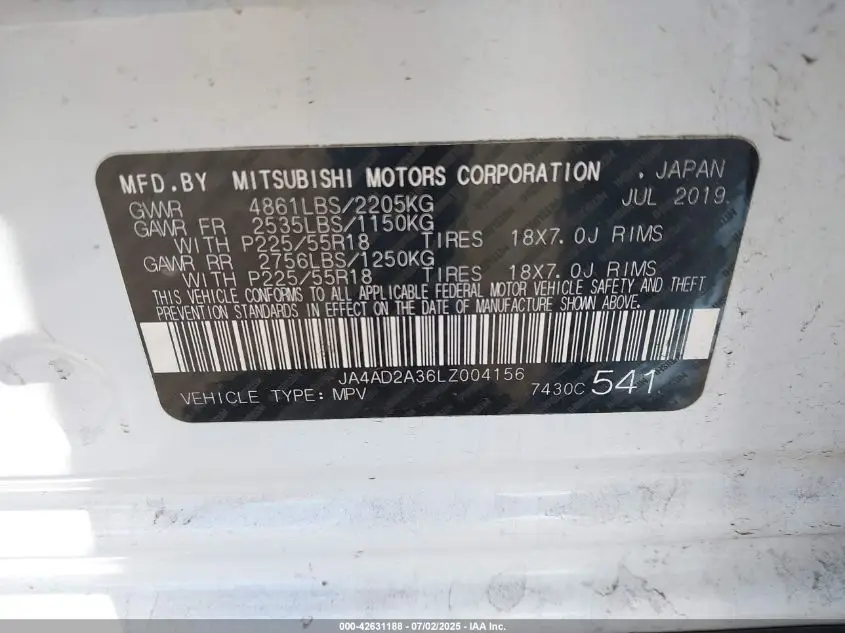 MFD.BY MITSUBISHI MOTORS CORPORATION . JAPAN
GVWR 4861LBS/2205KG JUL 2019
GAWR FR 2535LBS/1150KG
WITH P225/55R18 TIRES 18X7.0J RIMS
GAWR RR 2756LBS/1250KG
WITH P225/55R18 TIRES 18X7.0J RIMS
THIS VEHICLE CONFORMS TO ALL APPLICABLE FEDERAL MOTOR VEHICLE SAFETY AND THEFT
PREVENTION STANDARDS IN EFFECT ON THE DATE OF MANUFACTURE SHOWN ABOVE.
JA4AD2A36LZ004156
VEHICLE TYPE: MPV 7430C 541
000-42631188 - 07/02/2025 - IAA Inc.